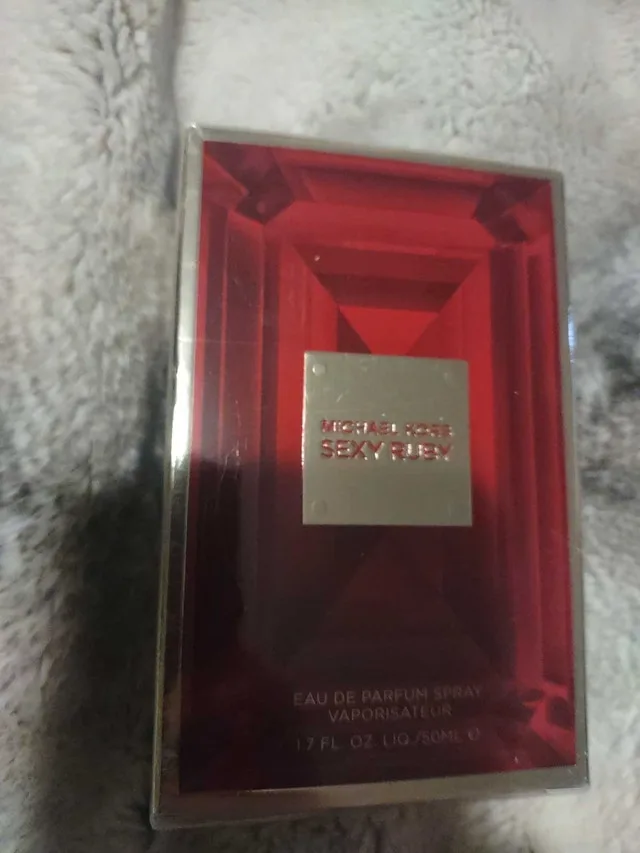 MICHAEL KORS
SEXY RUBY
EAU DE PARFUM SPRAY
VAPORISATEUR
1.7 FL. OZ. LIQ./50ML ℮